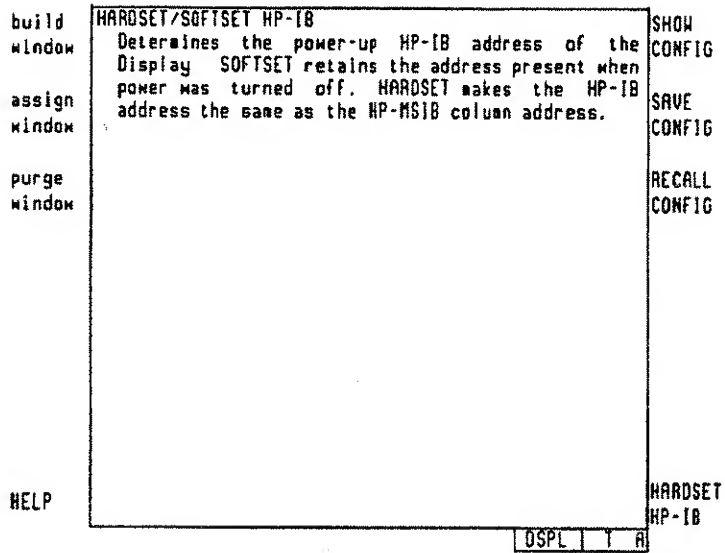 build
window
assign
window
purge
window
HELP
HARDSET/SOFTSET HP-IB
Determines the power-up HP-IB address of the
Display SOFTSET retains the address present when
power was turned off. HARDSET makes the HP-IB
address the same as the HP-MSIB column address.
SHOW
CONFIG
SAVE
CONFIG
RECALL
CONFIG
HARDSET
HP-IB
DSPL T A